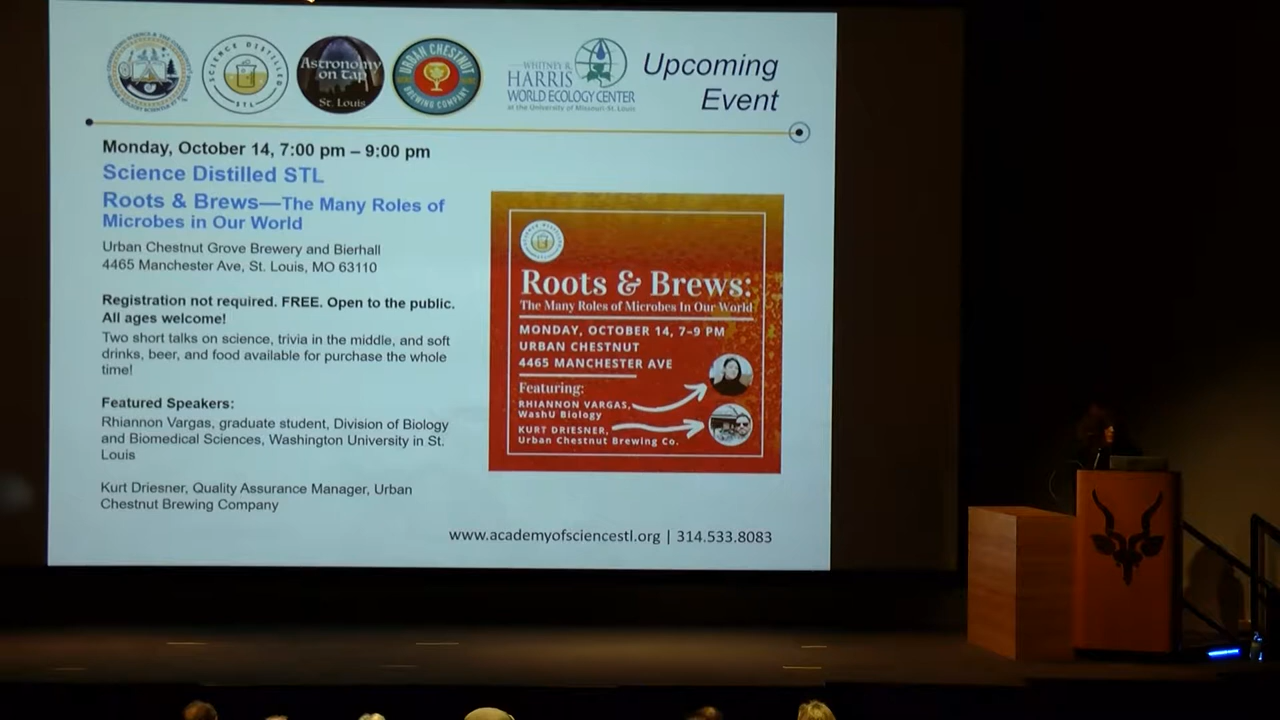 SCIENCE DISTILLED
STL
Astronomy
on Tap
St. Louis
URBAN CHESTNUT
BREWING COMPANY
WHITNEY R.
HARRIS
WORLD ECOLOGY CENTER
at the University of Missouri-St. Louis
Upcoming
Event
Monday, October 14, 7:00 pm – 9:00 pm
Science Distilled STL
Roots & Brews—The Many Roles of
Microbes in Our World
Urban Chestnut Grove Brewery and Bierhall
4465 Manchester Ave, St. Louis, MO 63110
Registration not required. FREE. Open to the public.
All ages welcome!
Two short talks on science, trivia in the middle, and soft
drinks, beer, and food available for purchase the whole
time!
Featured Speakers:
Rhiannon Vargas, graduate student, Division of Biology
and Biomedical Sciences, Washington University in St.
Louis
Kurt Driesner, Quality Assurance Manager, Urban
Chestnut Brewing Company
Roots & Brews:
The Many Roles of Microbes In Our World
MONDAY, OCTOBER 14, 7–9 PM
URBAN CHESTNUT
4465 MANCHESTER AVE
Featuring:
RHIANNON VARGAS,
WashU Biology
KURT DRIESNER,
Urban Chestnut Brewing Co.
www.academyofsciencestl.org | 314.533.8083